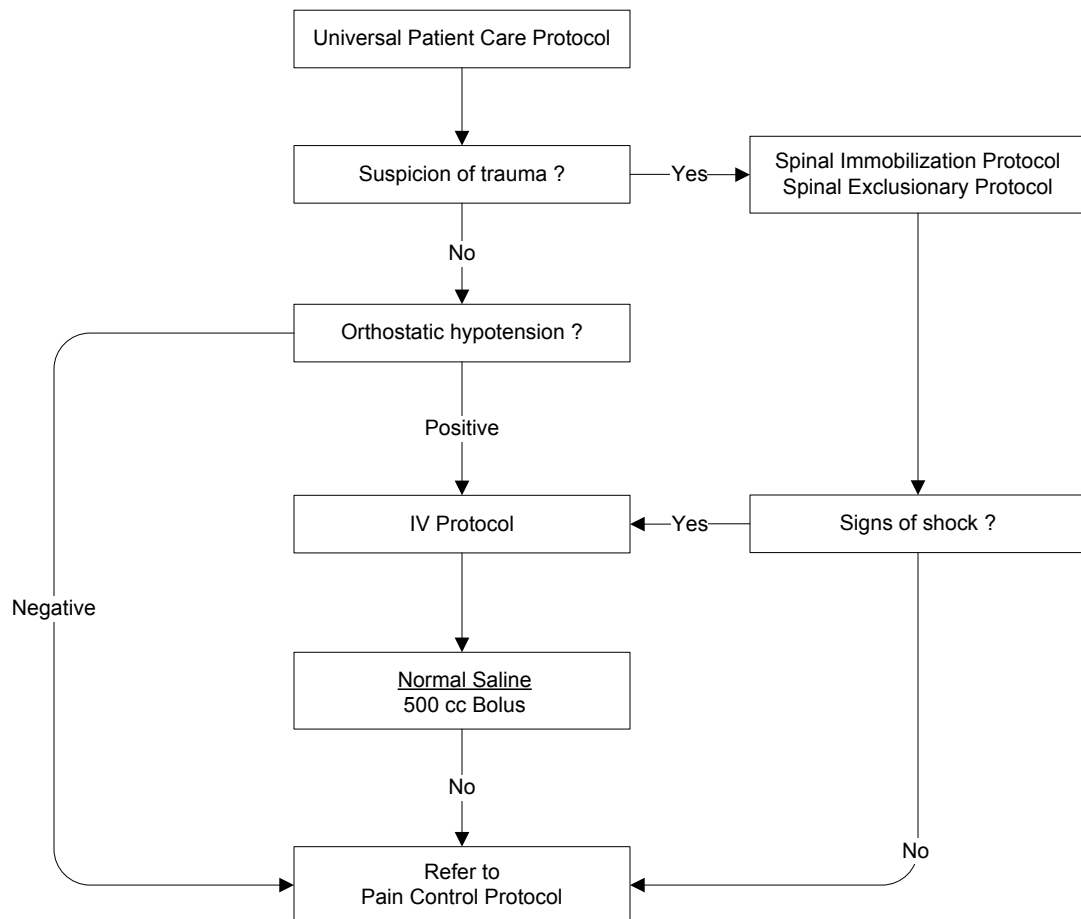 Universal Patient Care Protocol
Suspicion of trauma ?
Yes
Spinal Immobilization Protocol
Spinal Exclusionary Protocol
No
Orthostatic hypotension ?
Positive
IV Protocol
Yes
Signs of shock ?
Negative
Normal Saline
500 cc Bolus
No
No
Refer to
Pain Control Protocol